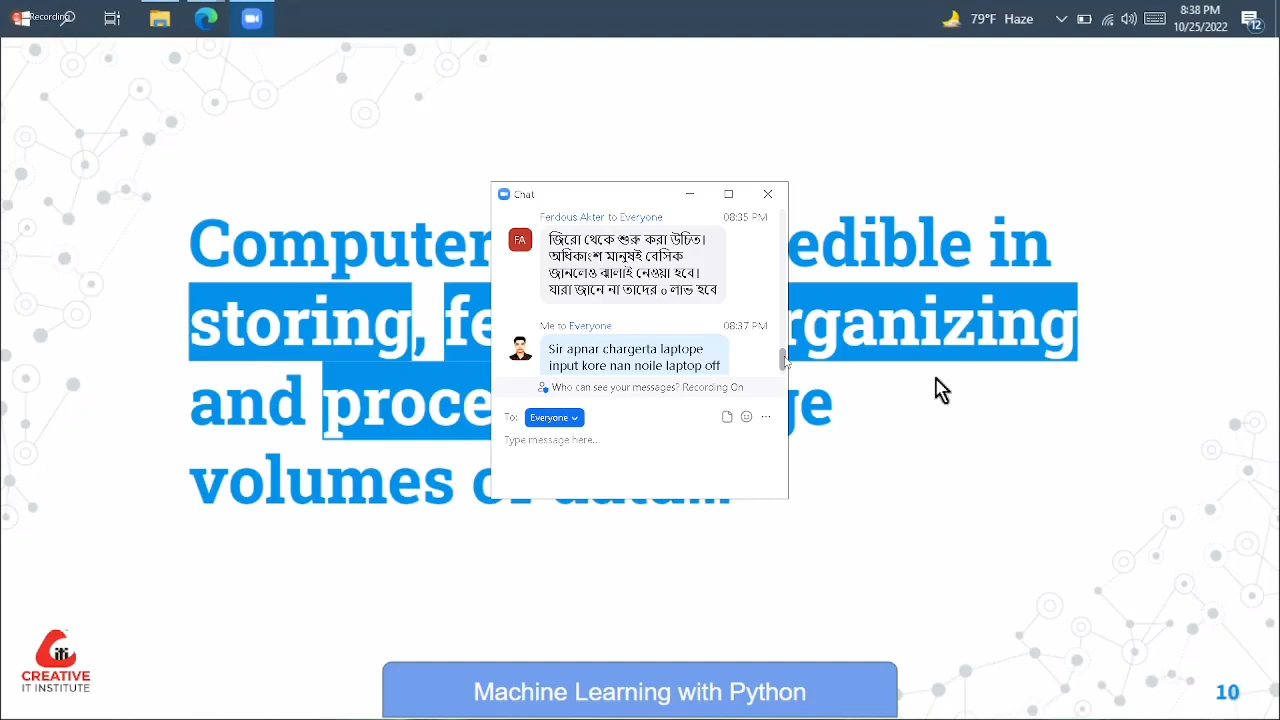 Recording
79°F Haze
8:38 PM
10/25/2022
12
Chat
Ferdous Akter to Everyone 08:35 PM
FA
জিরো থেকে শুরু করা উচিত।
অধিকাংশ মানুষই বেসিক
জানলেও ঝালাই নেওয়া হবে।
যারা জানে না তাদের ও লাভ হবে
Me to Everyone 08:37 PM
Sir apnar chargerta laptope
input kore nan noile laptop off
Who can see your messages? Recording On
To: Everyone
Type message here...
Computer edible in
storing, fe rganizing
and proce ge
volumes of data...
CREATIVE
IT INSTITUTE
Machine Learning with Python
10